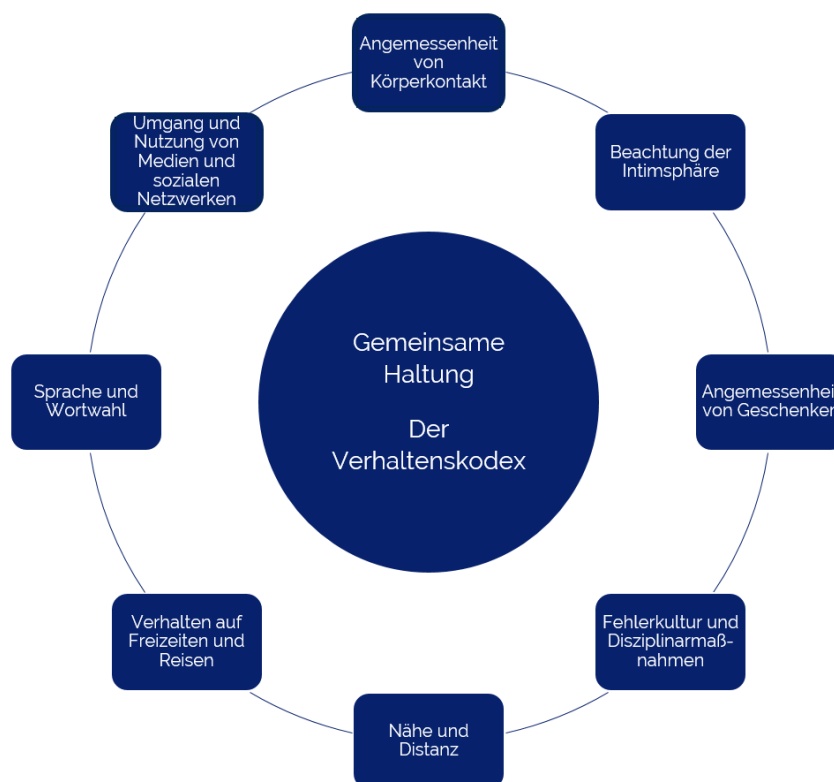 Angemessenheit
von
Körperkontakt
Umgang und
Nutzung von
Medien und
sozialen
Netzwerken
Beachtung der
Intimsphäre
Gemeinsame
Haltung
Der
Verhaltenskodex
Sprache und
Wortwahl
Angemessenhei
von Geschenker
Verhalten auf
Freizeiten und
Reisen
Fehlerkultur und
Disziplinarmaß-
nahmen
Nähe und
Distanz